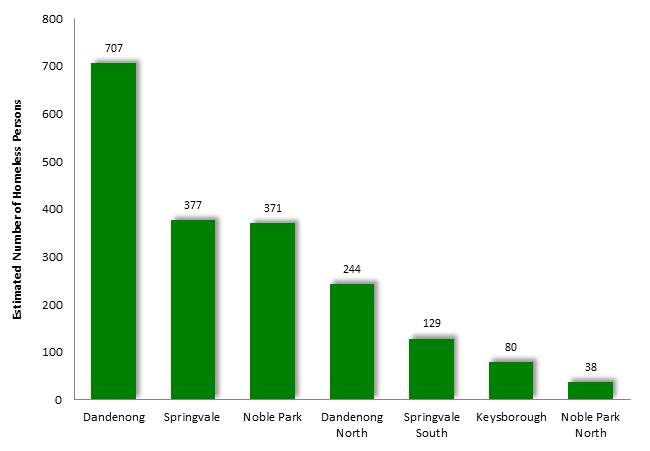 800
707
700
600
500
400
377
371
300
244
200
129
100
80
38
0
Estimated Number of Homeless Persons
Dandenong
Springvale
Noble Park
Dandenong
North
Springvale
South
Keysborough
Noble Park
North